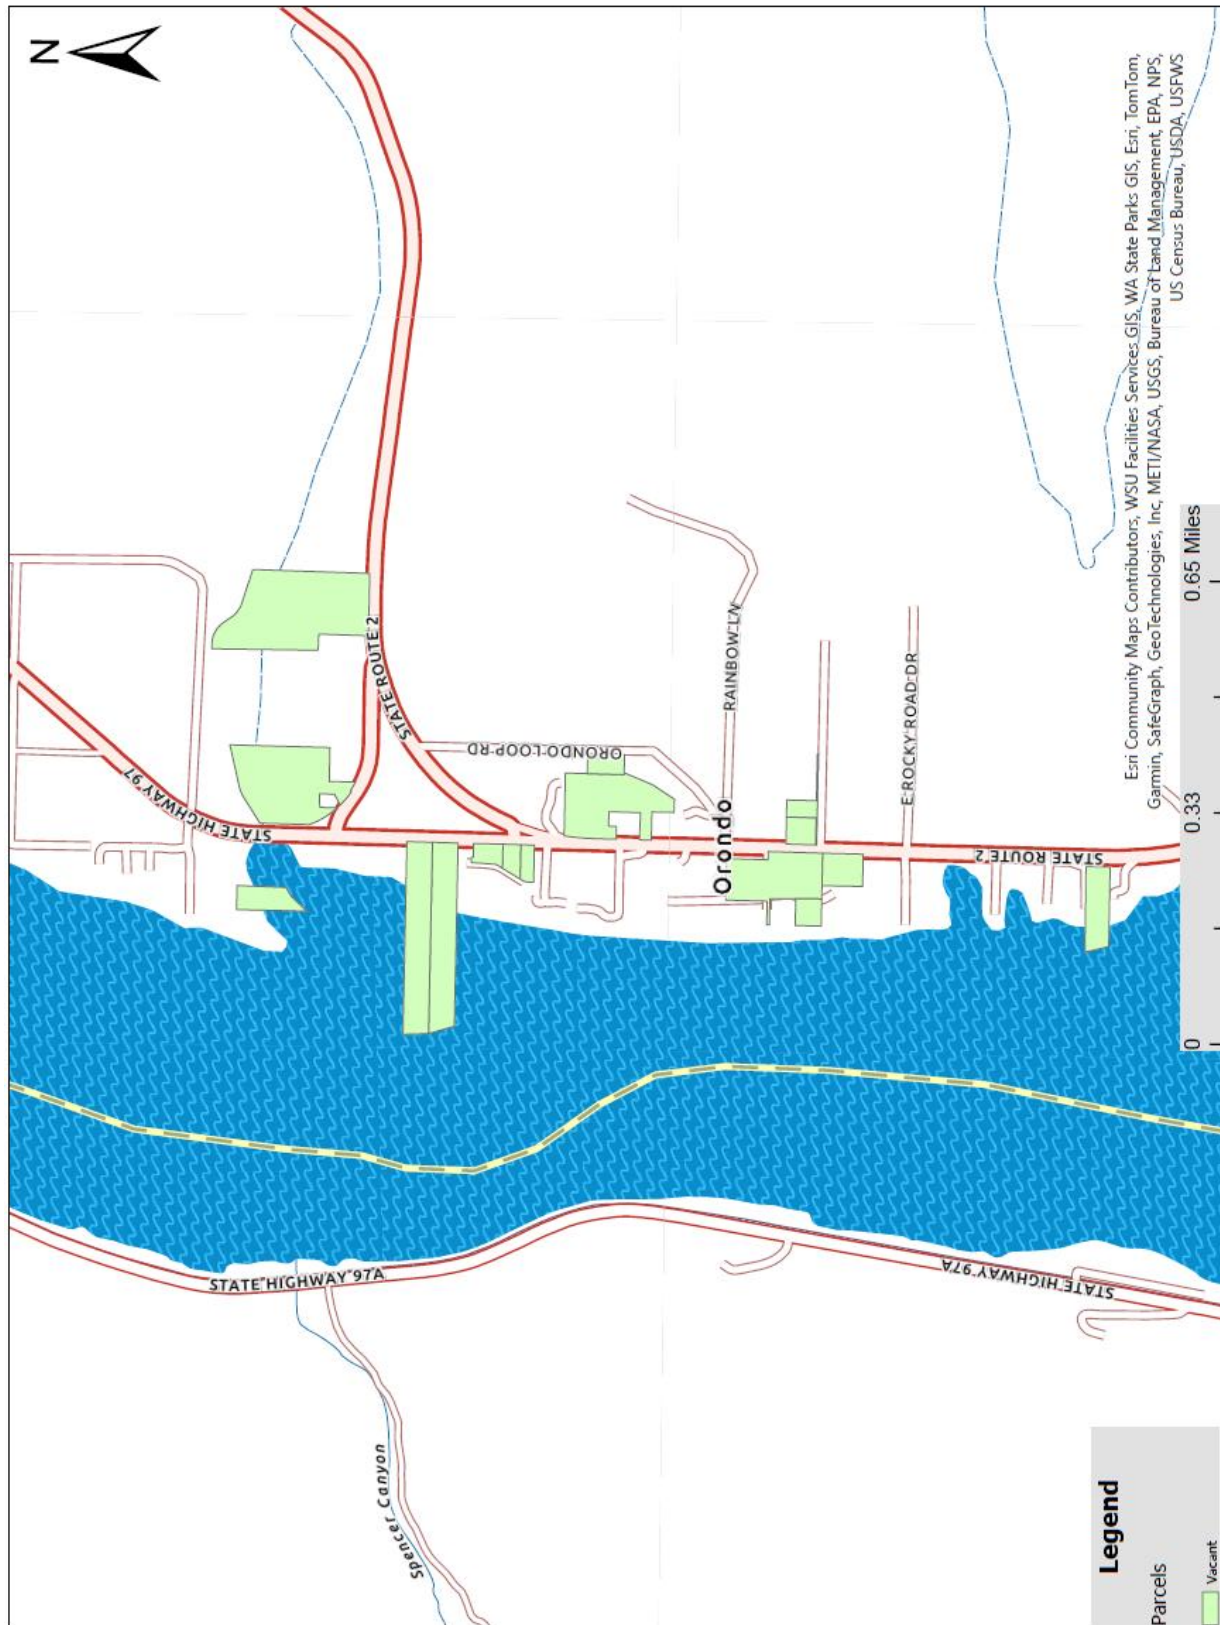 N
STATE HIGHWAY 97
STATE ROUTE 2
ORONDO LOOP RD
RAINBOW LN
Orondo
E ROCKY ROAD DR
STATE ROUTE 2
STATE HIGHWAY 97A
STATE HIGHWAY 97A
Spencer Canyon
Esri Community Maps Contributors, WSU Facilities Services GIS, WA State Parks GIS, Esri, TomTom,
Garmin, SafeGraph, GeoTechnologies, Inc, METI/NASA, USGS, Bureau of Land Management, EPA, NPS,
US Census Bureau, USDA, USFWS
0 0.33 0.65 Miles
Legend
Parcels
Vacant